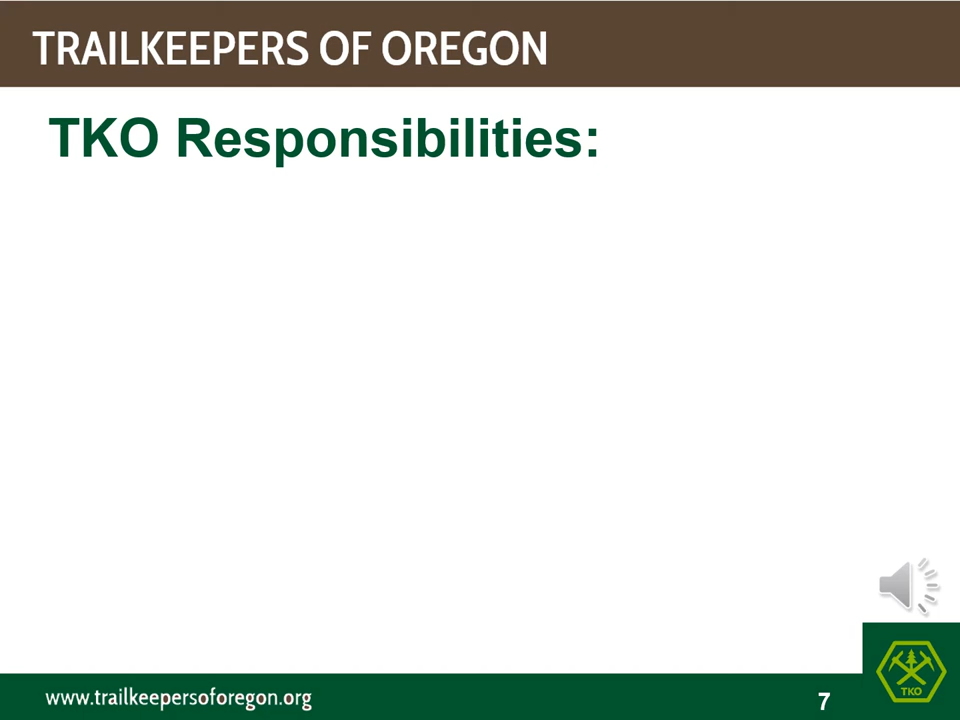 TRAILKEEPERS OF OREGON
TKO Responsibilities:
TKO
www.trailkeepersoforegon.org
7